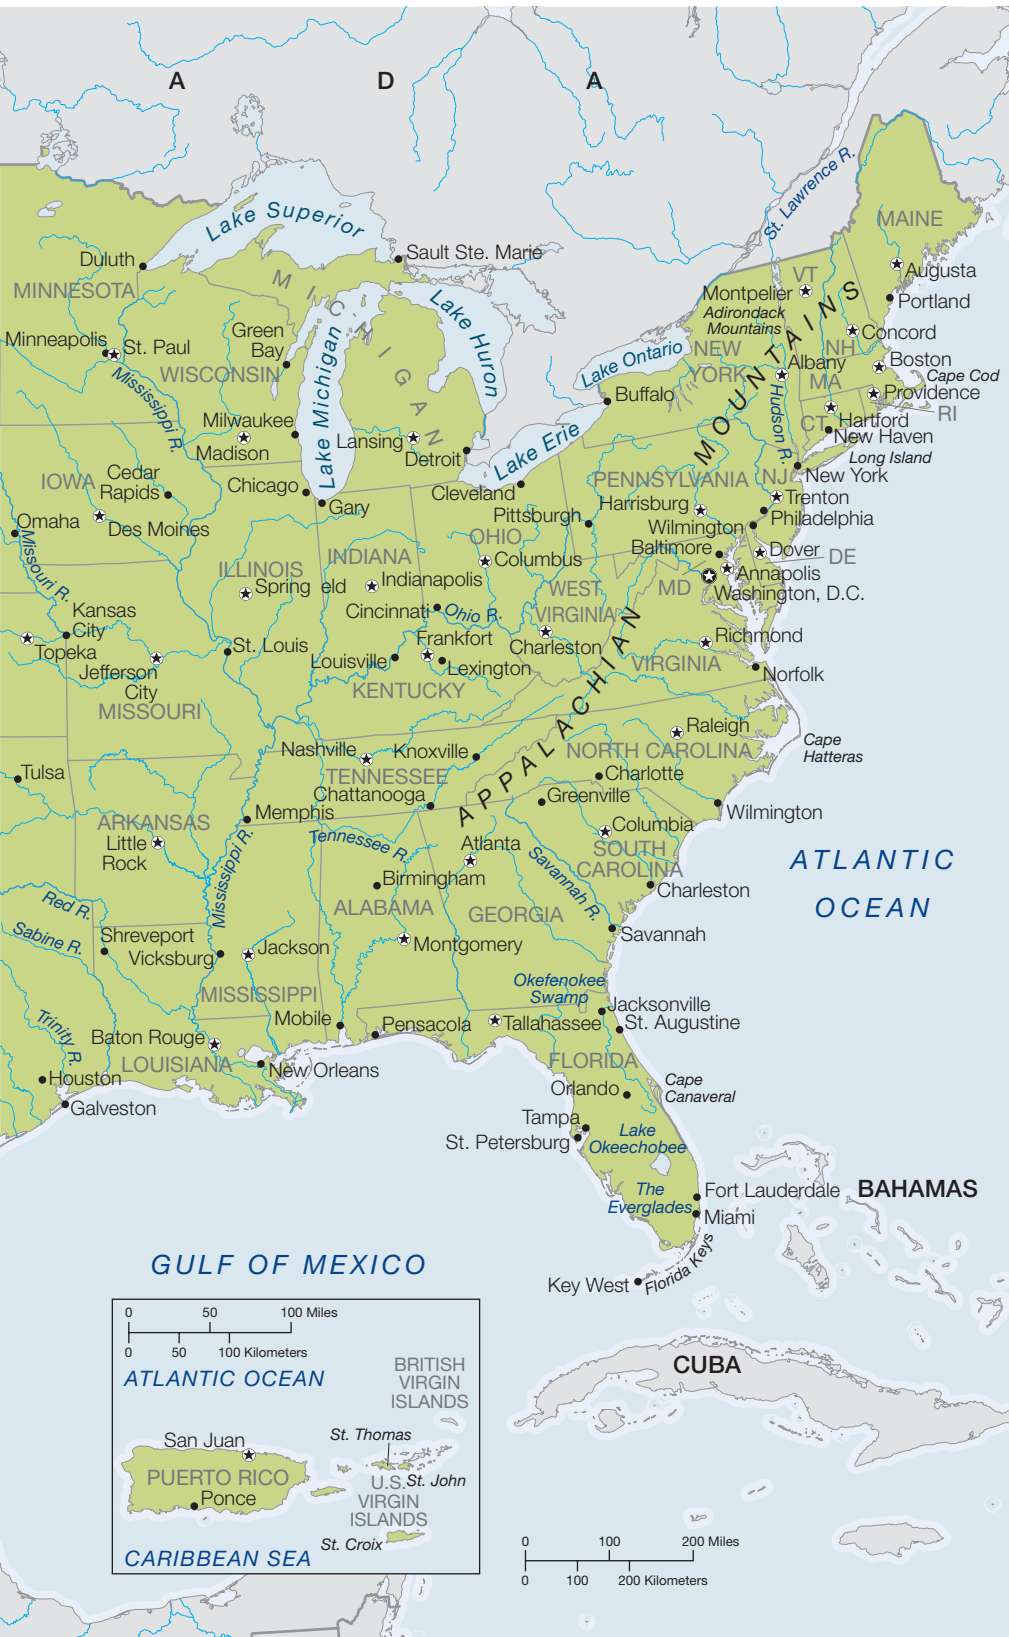 A D A
St. Lawrence R.
MAINE
Lake Superior
Sault Ste. Marie
Duluth
Augusta
VT
MINNESOTA
MICHIGAN
Montpelier
Portland
Adirondack
Mountains
Lake Huron
Minneapolis
St. Paul
Green
Bay
Lake Michigan
Concord
NH
NEW
YORK
Lake Ontario
Albany
Boston
Cape Cod
WISCONSIN
MA
Providence
Mississippi R.
Buffalo
Hudson R.
RI
CT
Hartford
Milwaukee
Madison
Lansing
Detroit
New Haven
Long Island
Lake Erie
IOWA
Cedar
Rapids
Chicago
Gary
Cleveland
PENNSYLVANIA
NJ
New York
Harrisburg
Trenton
Omaha
Des Moines
Pittsburgh
Philadelphia
Wilmington
OHIO
Columbus
Baltimore
Dover
DE
INDIANA
ILLINOIS
Spring eld
Indianapolis
Annapolis
MD
Washington, D.C.
WEST
VIRGINIA
Missouri R.
Cincinnati
Ohio R.
Kansas
City
Frankfort
Charleston
Richmond
Topeka
St. Louis
Louisville
Lexington
VIRGINIA
Norfolk
Jefferson
City
KENTUCKY
MISSOURI
APPALACHIAN MOUNTAINS
Raleigh
Nashville
Knoxville
NORTH CAROLINA
Cape
Hatteras
Tulsa
TENNESSEE
Charlotte
Chattanooga
Greenville
Memphis
Wilmington
ARKANSAS
Little
Rock
Tennessee R.
Columbia
Atlanta
SOUTH
CAROLINA
ATLANTIC
OCEAN
Mississippi R.
Birmingham
Savannah R.
Charleston
Red R.
ALABAMA
GEORGIA
Sabine R.
Shreveport
Vicksburg
Jackson
Montgomery
Savannah
Okefenokee
Swamp
MISSISSIPPI
Trinity R.
Mobile
Pensacola
Tallahassee
Jacksonville
St. Augustine
Baton Rouge
LOUISIANA
New Orleans
FLORIDA
Houston
Galveston
Orlando
Cape
Canaveral
Tampa
St. Petersburg
Lake
Okeechobee
The
Everglades
Fort Lauderdale
BAHAMAS
Miami
GULF OF MEXICO
Key West
Florida Keys
CUBA
0 50 100 Miles
0 50 100 Kilometers
ATLANTIC OCEAN
BRITISH
VIRGIN
ISLANDS
San Juan
St. Thomas
PUERTO RICO
U.S.
VIRGIN
ISLANDS
St. John
Ponce
St. Croix
CARIBBEAN SEA
0 100 200 Miles
0 100 200 Kilometers